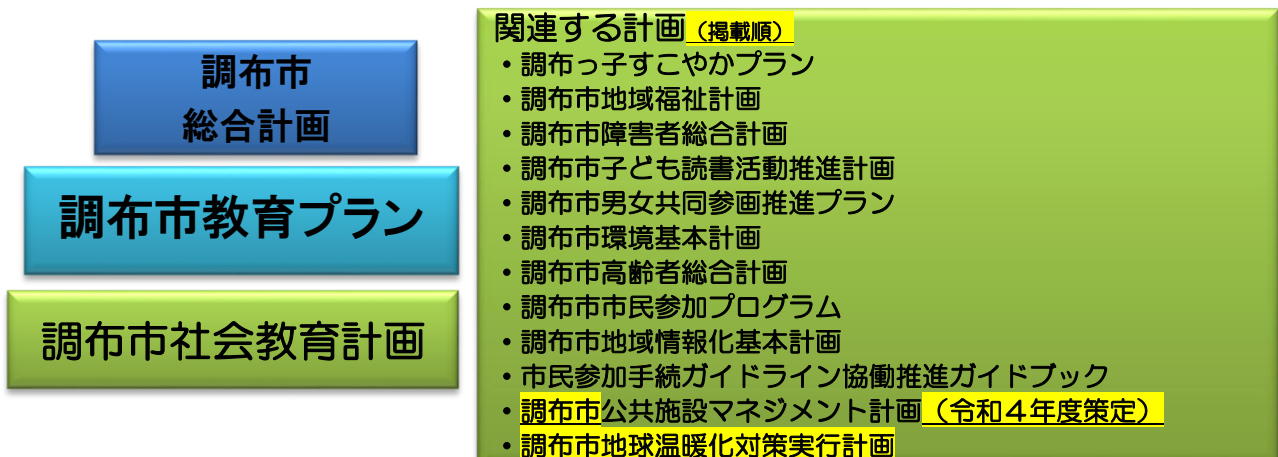 調布市
総合計画
調布市教育プラン
調布市社会教育計画
関連する計画（掲載順）
・調布っ子すこやかプラン
・調布市地域福祉計画
・調布市障害者総合計画
・調布市子ども読書活動推進計画
・調布市男女共同参画推進プラン
・調布市環境基本計画
・調布市高齢者総合計画
・調布市市民参加プログラム
・調布市地域情報化基本計画
・市民参加手続ガイドライン協働推進ガイドブック
・調布市公共施設マネジメント計画（令和４年度策定）
・調布市地球温暖化対策実行計画